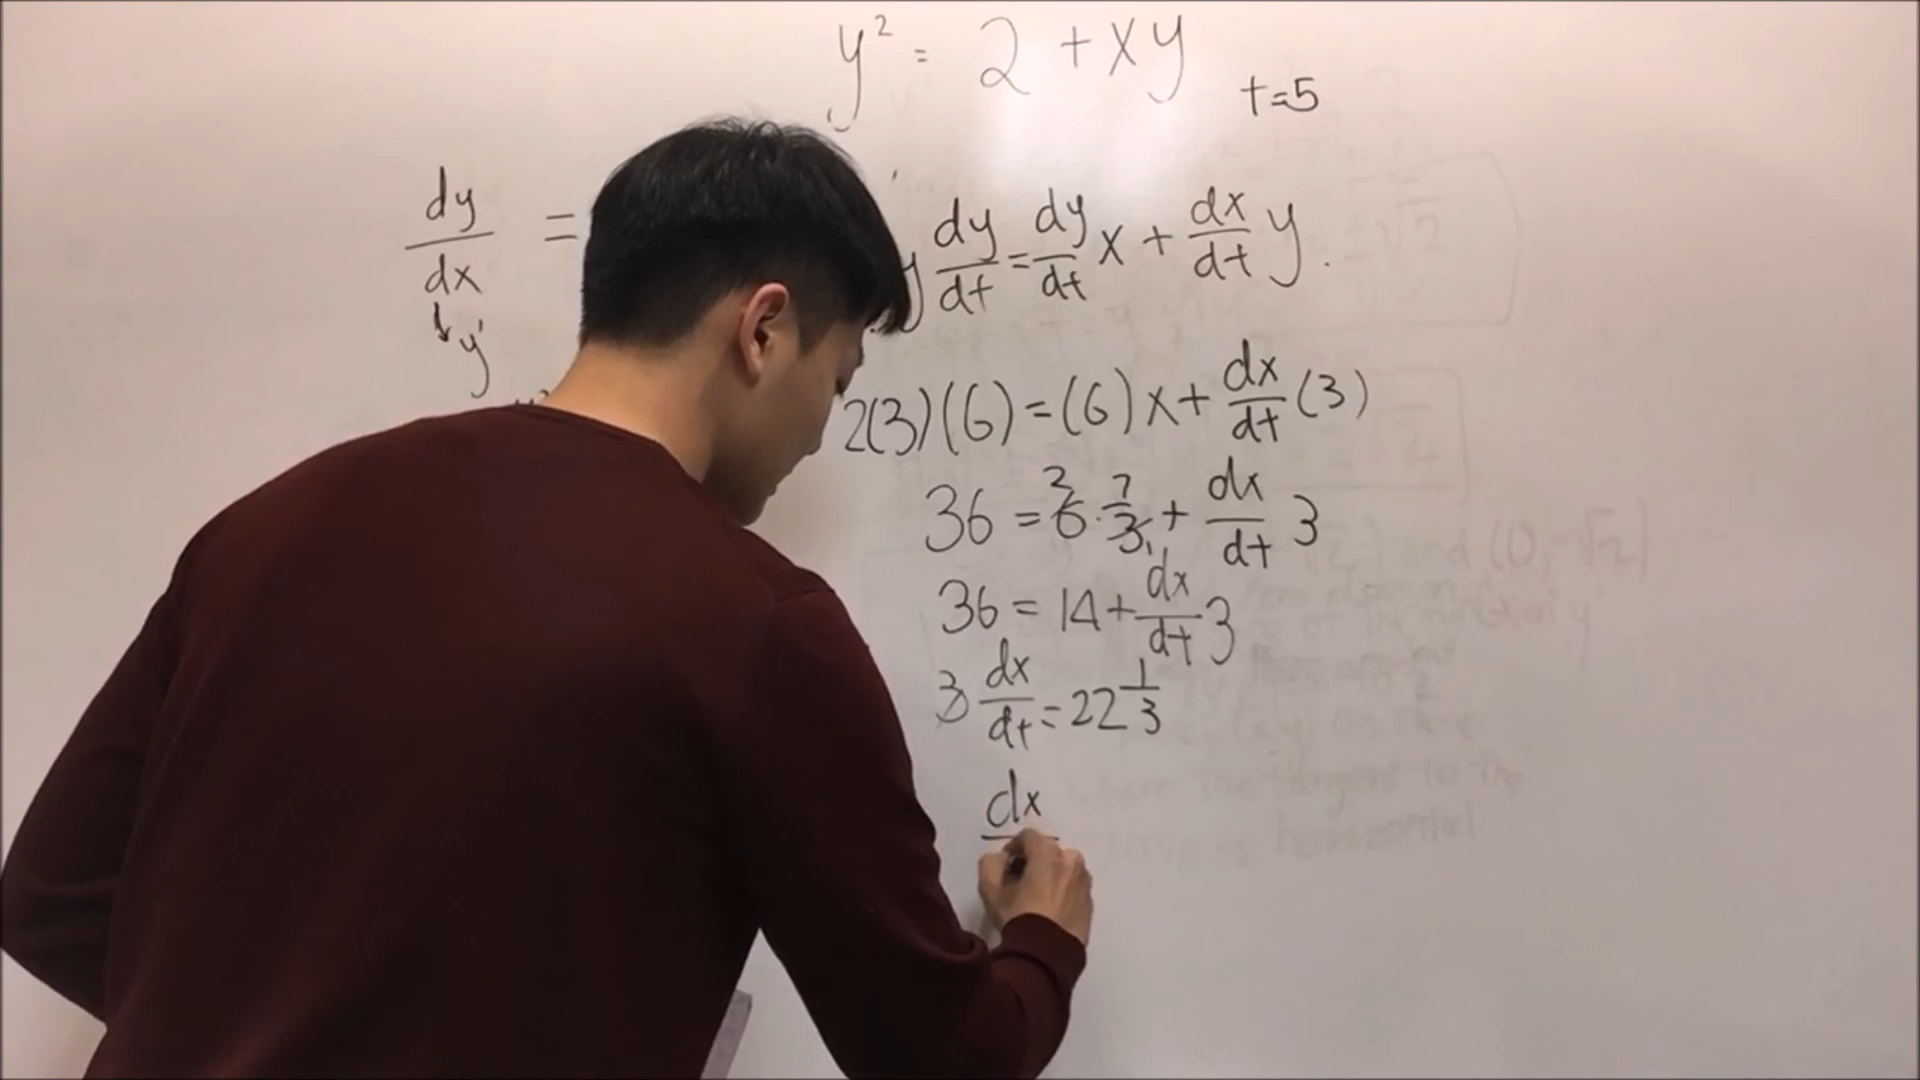 y² = 2 + xy
t=5
dy/dx =
y dy/dt = dy/dt x + dx/dt y.
y'
2(3)(6) = (6)x + dx/dt (3)
36 = 6 2 · 7/3 1 + dx/dt 3
36 = 14 + dx/dt 3
3 dx/dt = 22 1/3
dx